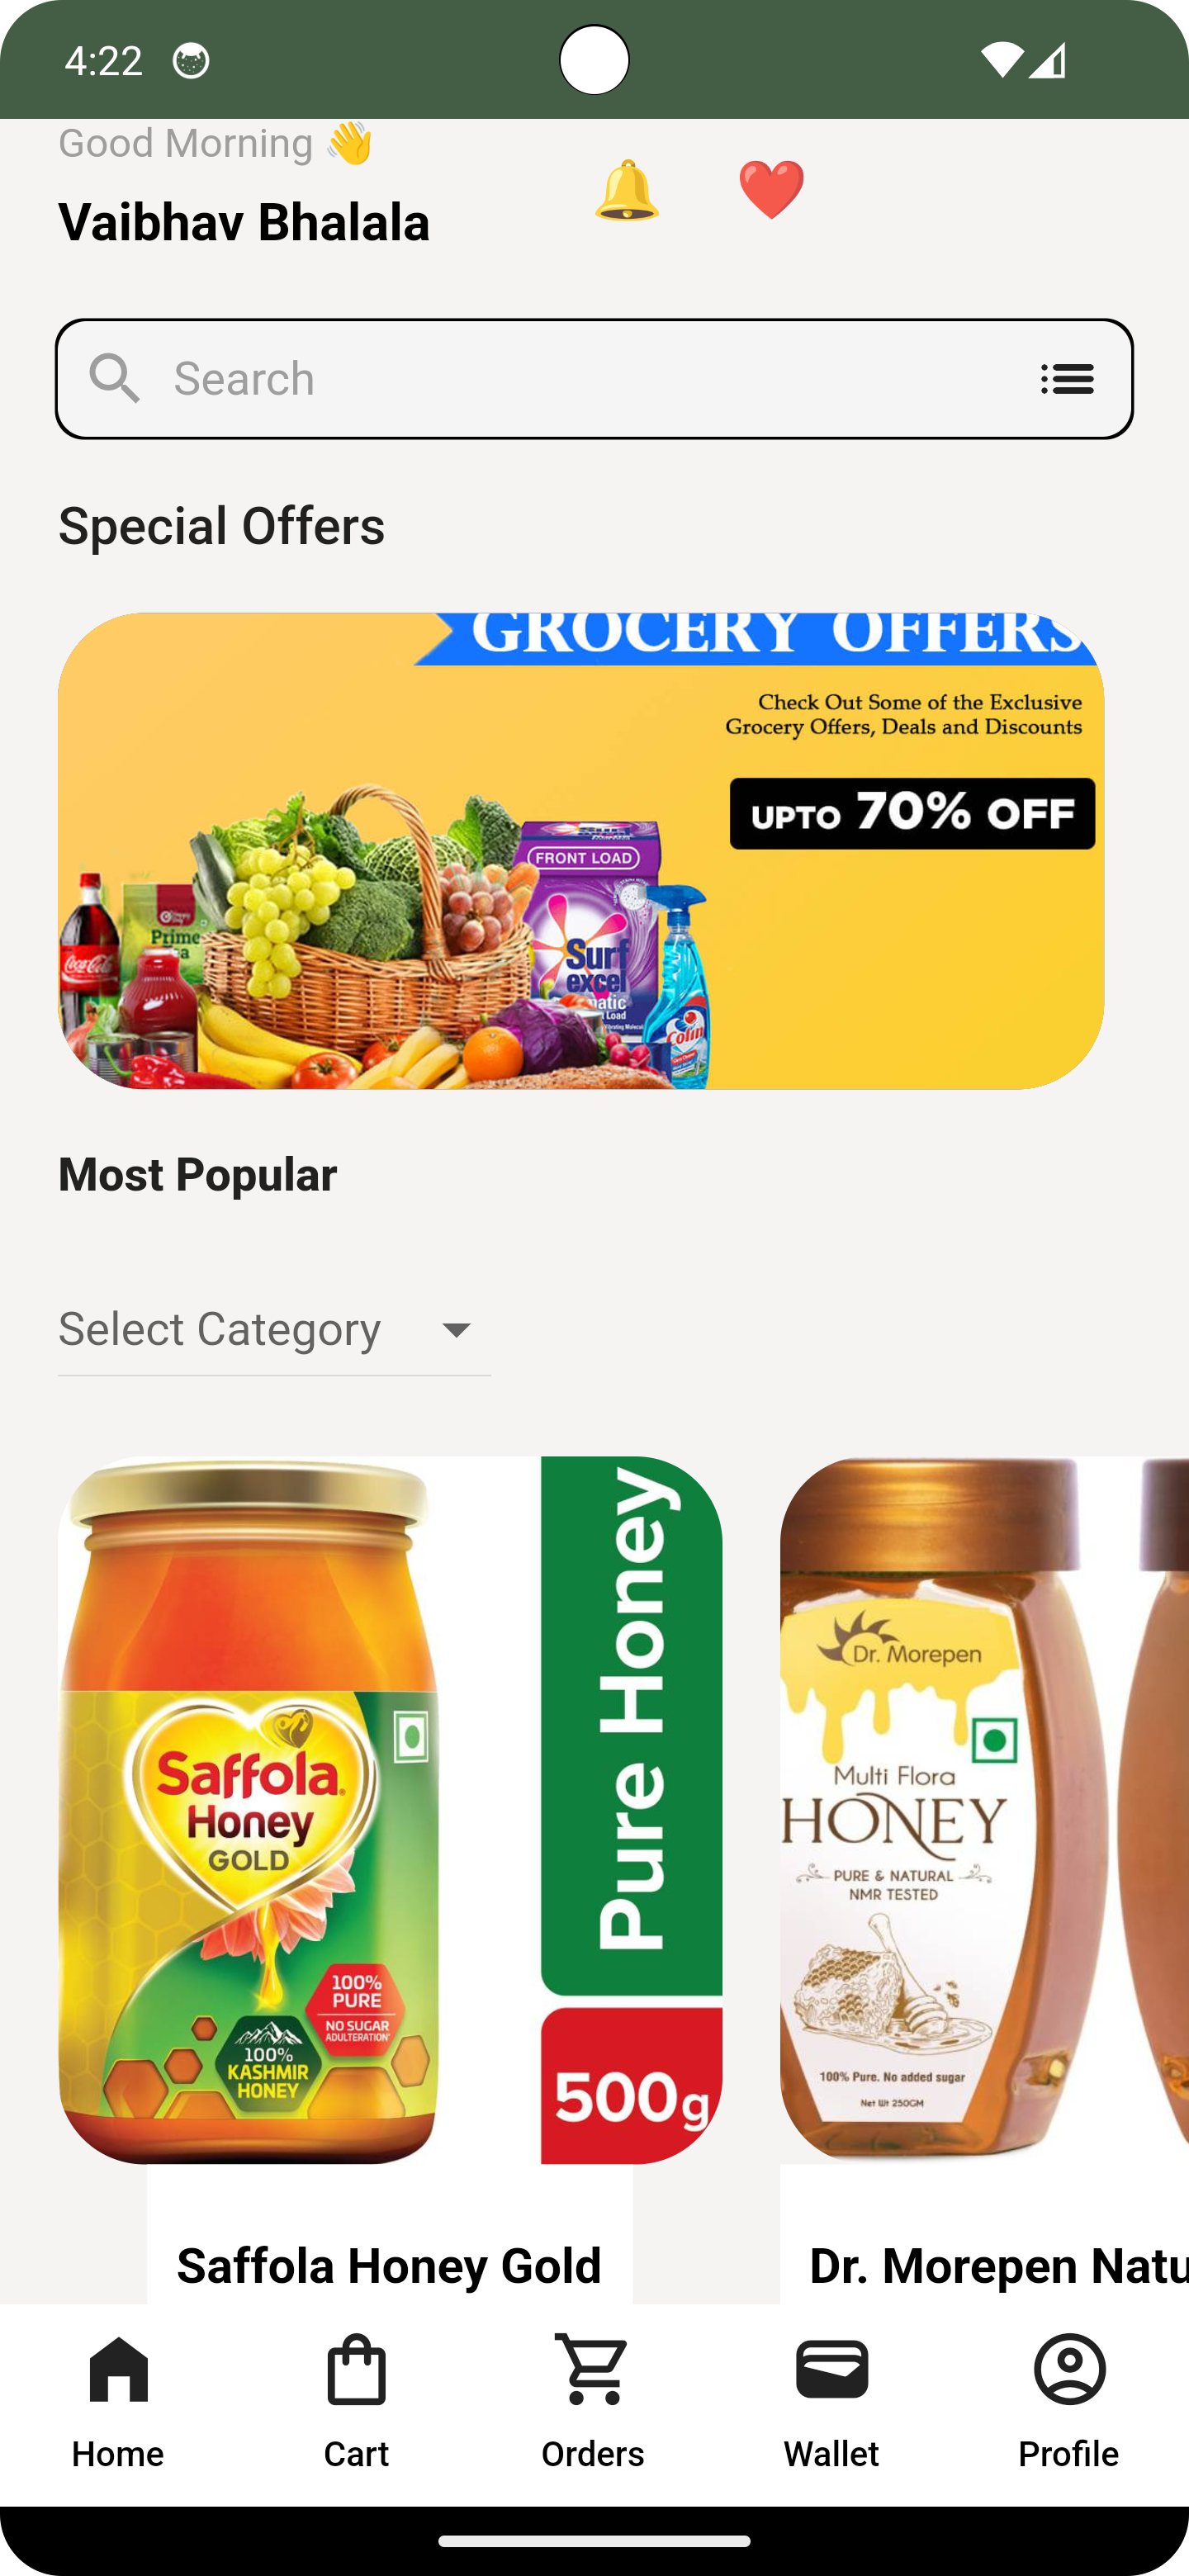 4:22
Good Morning 👋
🔔 ❤️
Vaibhav Bhalala
Search
Special Offers
GROCERY OFFERS
Check Out Some of the Exclusive
Grocery Offers, Deals and Discounts
UPTO 70% OFF
FRONT LOAD
Surf
excel
matic
Load
Coca-Cola
Prime
Colin
Most Popular
Select Category
Pure Honey
Saffola
Honey
GOLD
100%
PURE
NO SUGAR
ADULTERATION
100%
KASHMIR
HONEY
500g
Dr. Morepen
Multi Flora
HONEY
PURE & NATURAL
NMR TESTED
100% Pure. No added sugar
Net Wt 250GM
Saffola Honey Gold
Dr. Morepen Natu
Home
Cart
Orders
Wallet
Profile